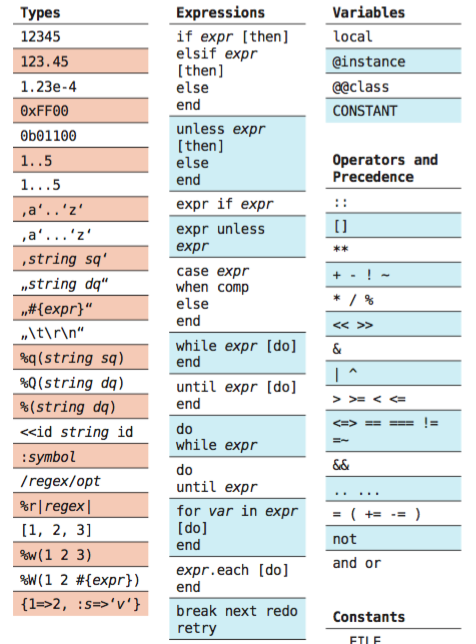 Types
12345
123.45
1.23e-4
0xFF00
0b01100
1..5
1...5
‚a‘..‘z‘
‚a‘...‘z‘
‚string sq‘
„string dq“
„#{expr}“
„\t\r\n“
%q(string sq)
%Q(string dq)
%(string dq)
<<id string id
:symbol
/regex/opt
%r|regex|
[1, 2, 3]
%w(1 2 3)
%W(1 2 #{expr})
{1=>2, :s=>‘v‘}
Expressions
if expr [then]
elsif expr
[then]
else
end
unless expr
[then]
else
end
expr if expr
expr unless
expr
case expr
when comp
else
end
while expr [do]
end
until expr [do]
end
do
while expr
do
until expr
for var in expr
[do]
end
expr.each [do]
end
break next redo
retry
Variables
local
@instance
@@class
CONSTANT
Operators and
Precedence
::
[]
**
+ - ! ~
* / %
<< >>
&
| ^
> >= < <=
<=> == === !=
=~
&&
.. ...
= ( += -= )
not
and or
Constants
FILE